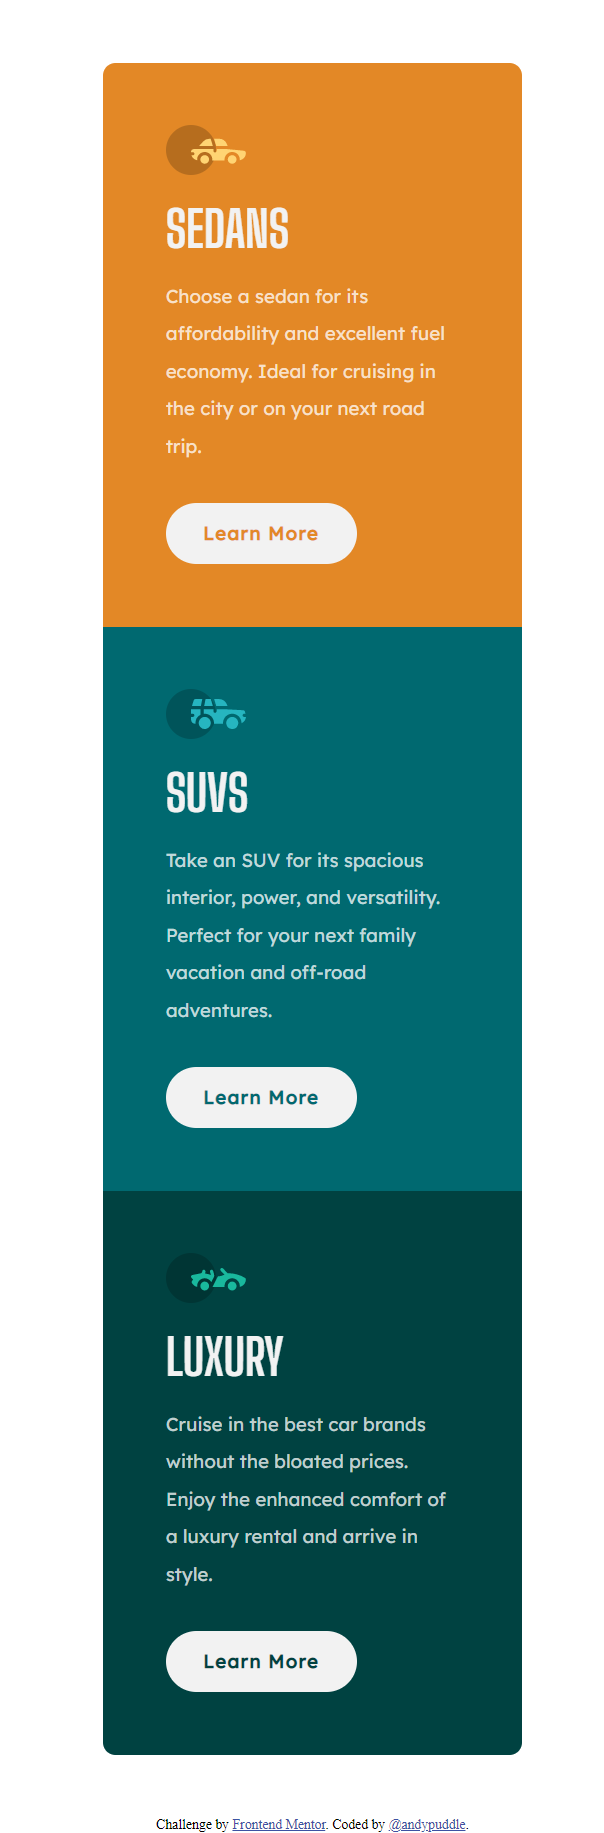 SEDANS
Choose a sedan for its
affordability and excellent fuel
economy. Ideal for cruising in
the city or on your next road
trip.
Learn More
SUVS
Take an SUV for its spacious
interior, power, and versatility.
Perfect for your next family
vacation and off-road
adventures.
Learn More
LUXURY
Cruise in the best car brands
without the bloated prices.
Enjoy the enhanced comfort of
a luxury rental and arrive in
style.
Learn More
Challenge by Frontend Mentor. Coded by @andypuddle.